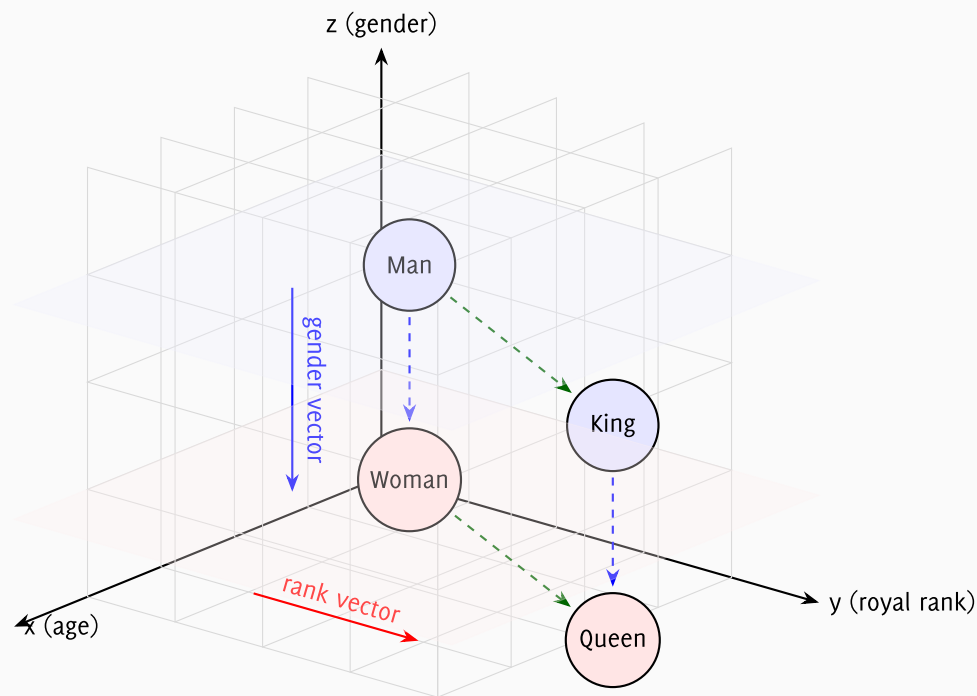 z (gender)
Man
gender vector
King
Woman
rank vector
y (royal rank)
x (age)
Queen